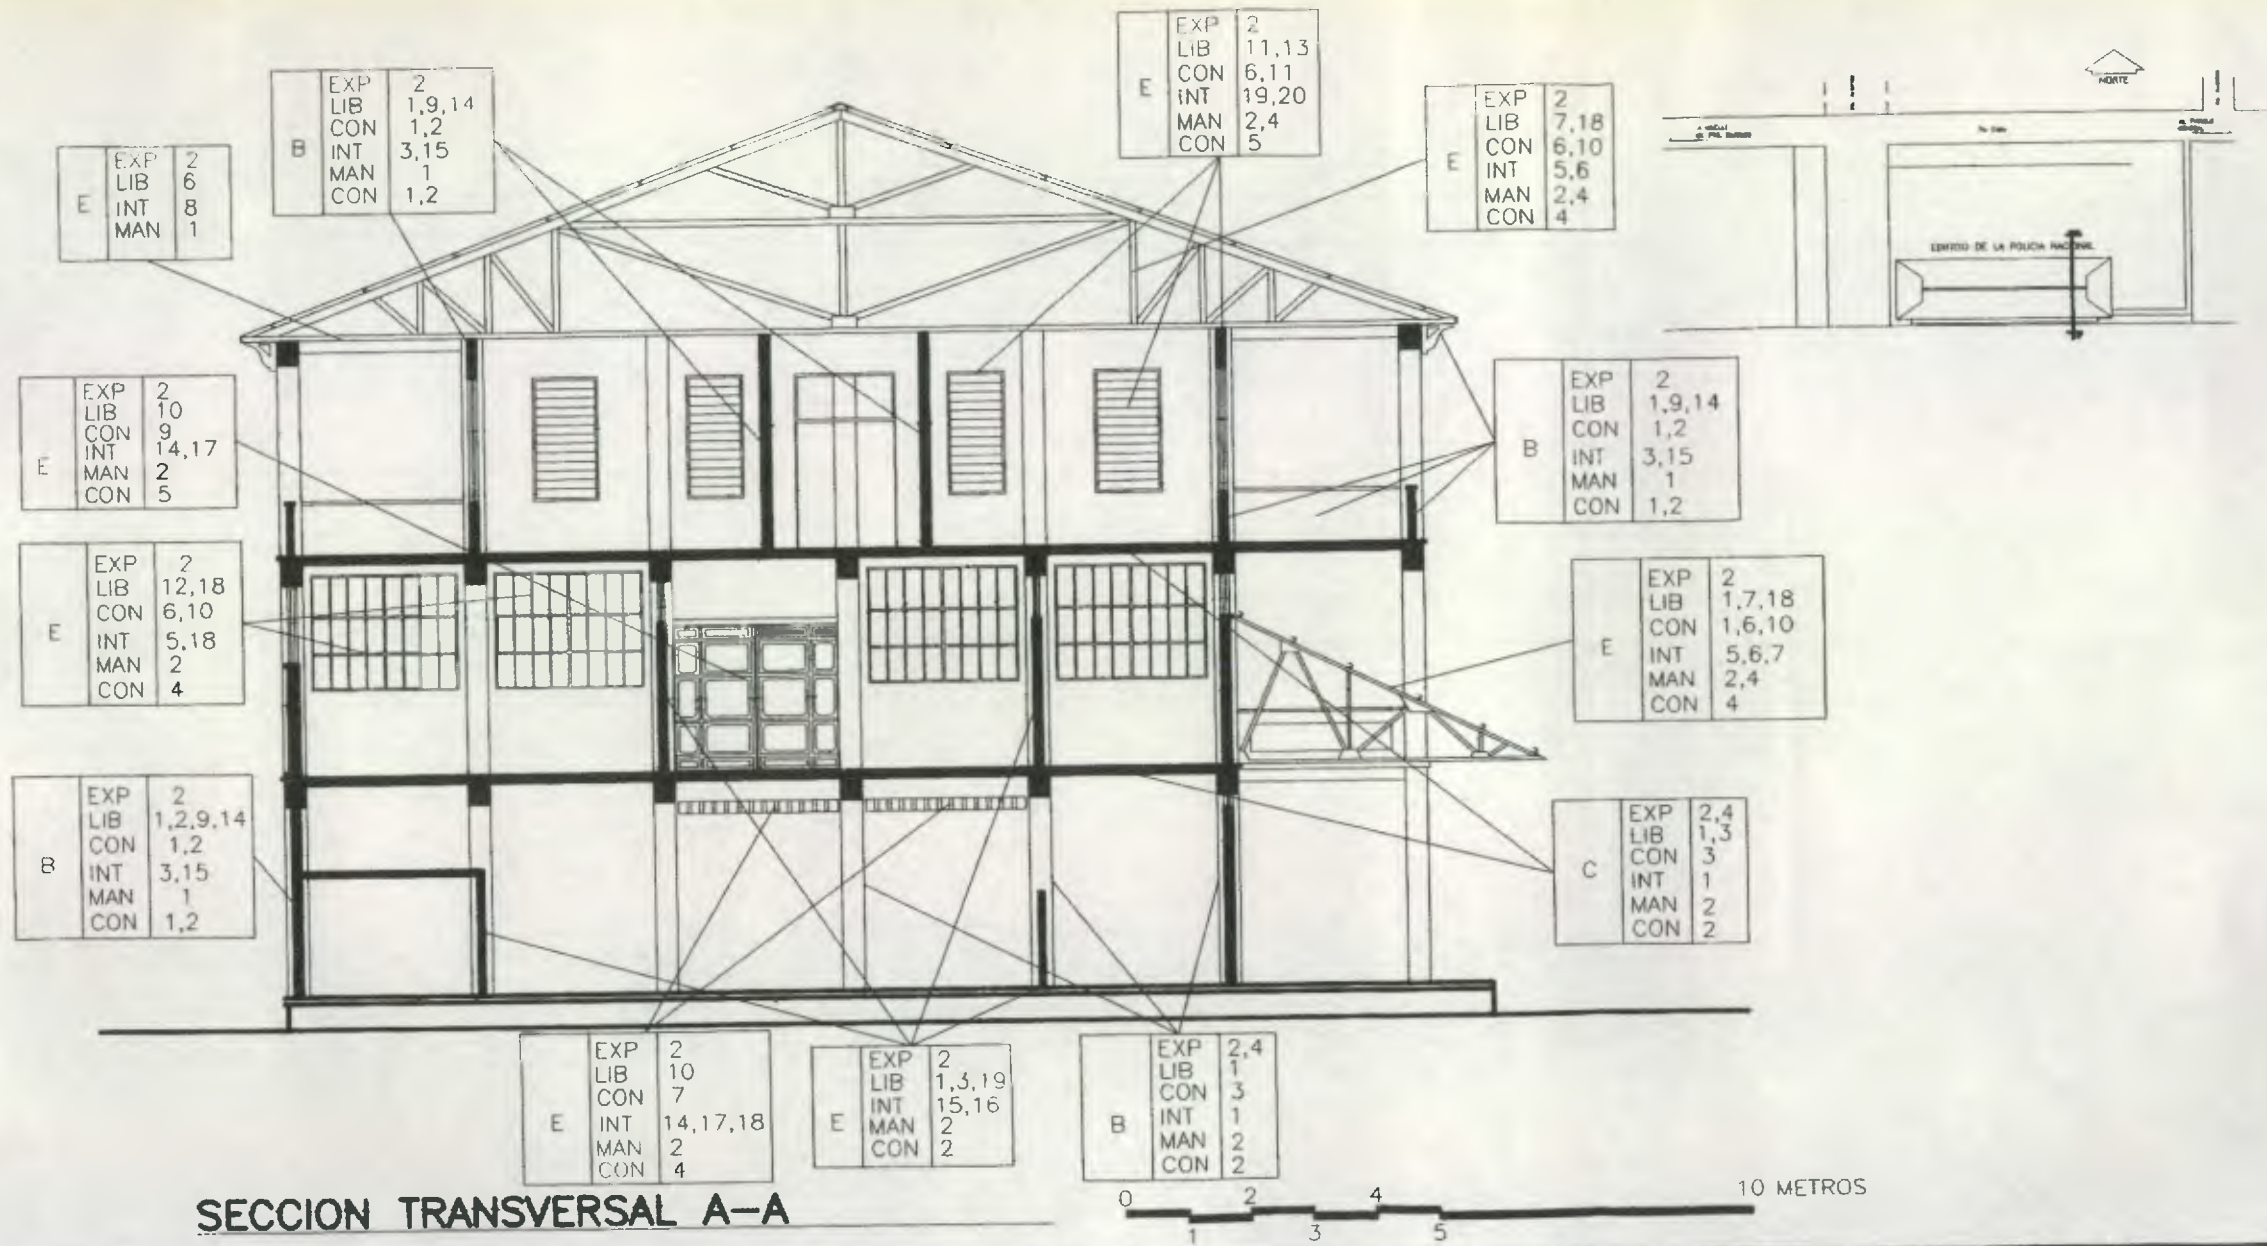 EXP 2
LIB 11,13
CON 6,11
E INT 19,20
MAN 2,4
CON 5
EXP 2
LIB 1,9,14
CON 1,2
B INT 3,15
MAN 1
CON 1,2
EXP 2
LIB 7,18
CON 6,10
E INT 5,6
MAN 2,4
CON 4
NORTE
EXP 2
LIB 6
E INT 8
MAN 1
EDIFICIO DE LA POLICIA NACIONAL
EXP 2
LIB 10
CON 9
INT 14,17
E MAN 2
CON 5
EXP 2
LIB 1,9,14
CON 1,2
B INT 3,15
MAN 1
CON 1,2
EXP 2
LIB 12,18
CON 6,10
E INT 5,18
MAN 2
CON 4
EXP 2
LIB 1,7,18
CON 1,6,10
E INT 5,6,7
MAN 2,4
CON 4
EXP 2
LIB 1,2,9,14
CON 1,2
B INT 3,15
MAN 1
CON 1,2
EXP 2,4
LIB 1,3
CON 3
C INT 1
MAN 2
CON 2
EXP 2
LIB 10
CON 7
E INT 14,17,18
MAN 2
CON 4
EXP 2
LIB 1,3,19
INT 15,16
E MAN 2
CON 2
EXP 2,4
LIB 1
CON 3
B INT 1
MAN 2
CON 2
SECCION TRANSVERSAL A-A
0 2 4 10 METROS
1 3 5